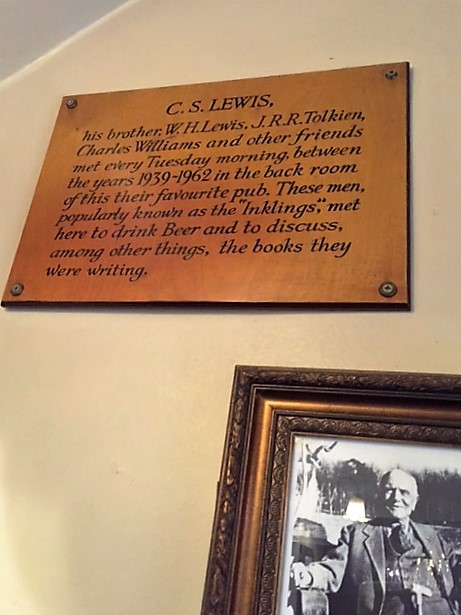 C. S. LEWIS,
his brother, W. H. Lewis, J. R. R. Tolkien,
Charles Williams and other friends
met every Tuesday morning, between
the years 1939-1962 in the back room
of this their favourite pub. These men,
popularly known as the "Inklings", met
here to drink Beer and to discuss,
among other things, the books they
were writing.